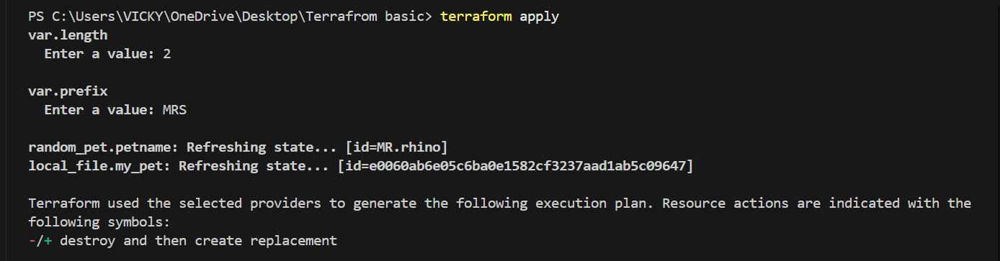 PS C:\Users\VICKY\OneDrive\Desktop\Terrafrom basic> terraform apply
var.length
  Enter a value: 2

var.prefix
  Enter a value: MRS

random_pet.petname: Refreshing state... [id=MR.rhino]
local_file.my_pet: Refreshing state... [id=e0060ab6e05c6ba0e1582cf3237aad1ab5c09647]

Terraform used the selected providers to generate the following execution plan. Resource actions are indicated with the
following symbols:
-/+ destroy and then create replacement